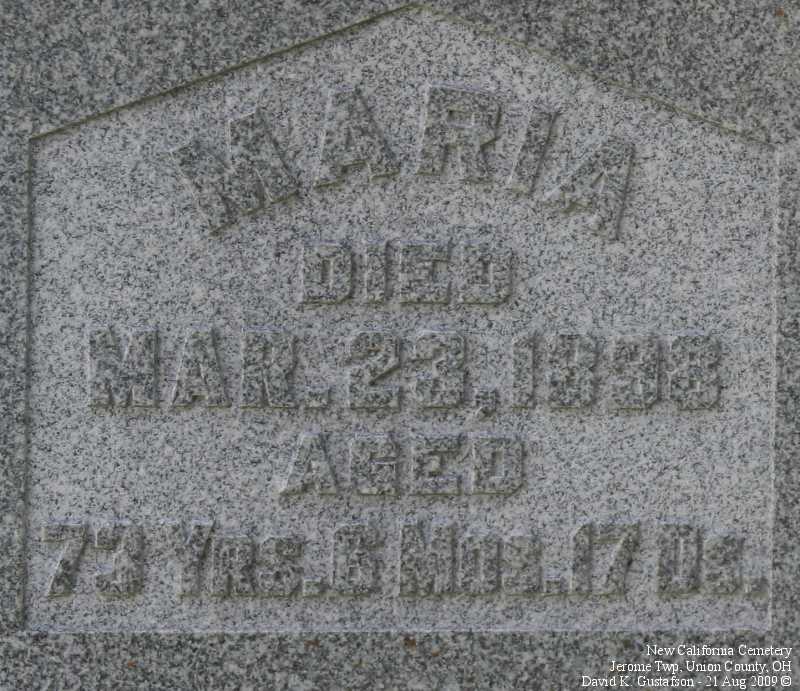 MARIA
DIED
MAR. 23, 1898
AGED
73 YRS. 6 MOS. 17 DS.
New California Cemetery
Jerome Twp, Union County, OH
David K. Gustafson - 21 Aug 2009 ©